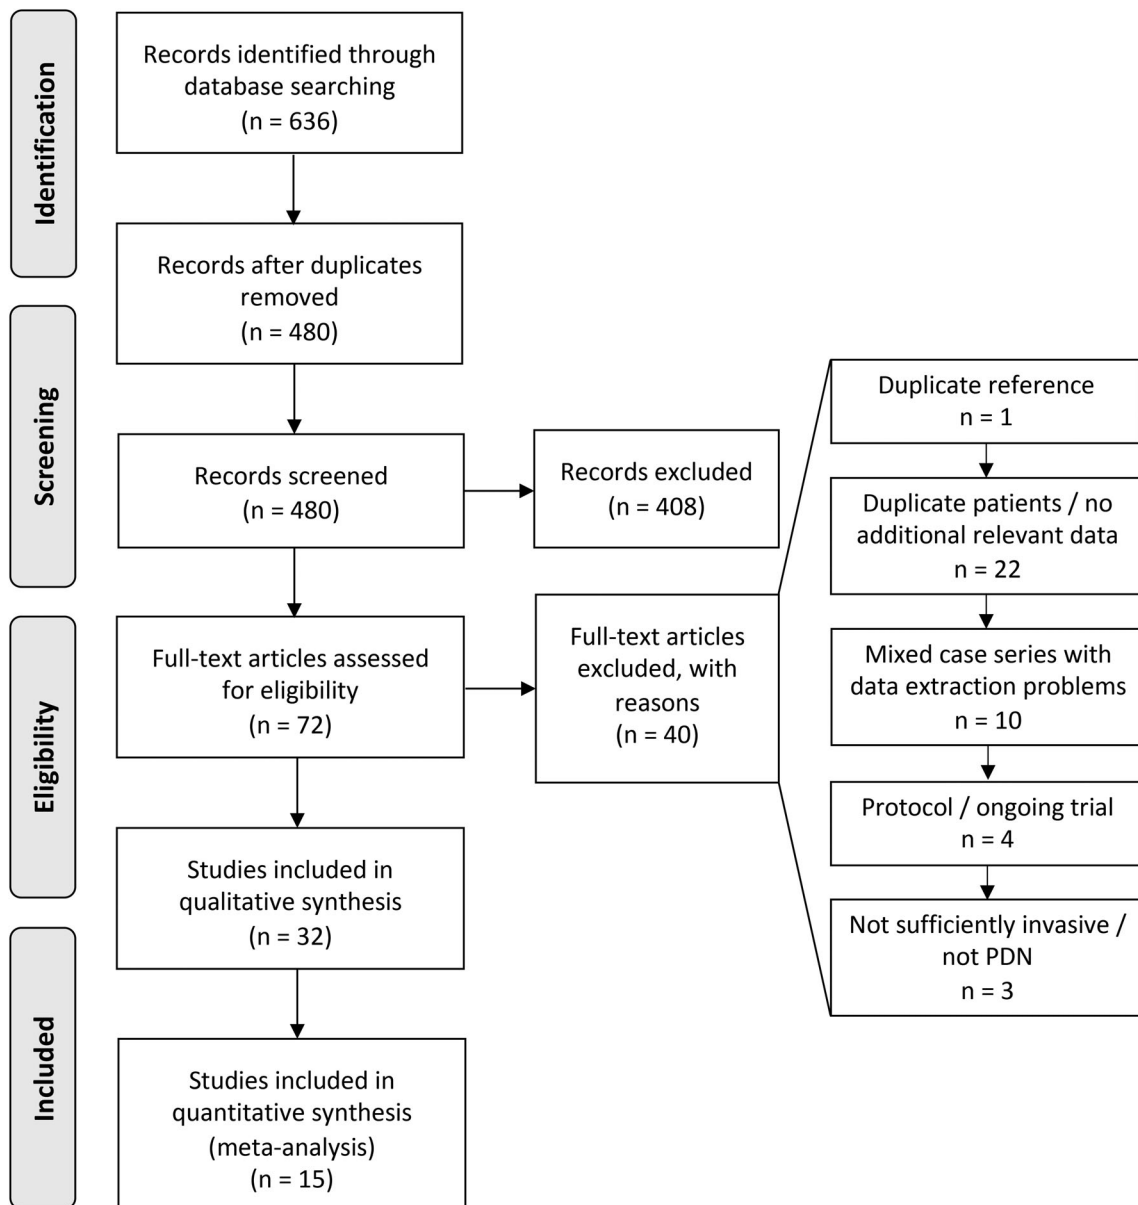 Identification
Records identified through
database searching
(n = 636)
Records after duplicates
removed
(n = 480)
Screening
Records screened
(n = 480)
Records excluded
(n = 408)
Eligibility
Full-text articles assessed
for eligibility
(n = 72)
Full-text articles
excluded, with
reasons
(n = 40)
Duplicate reference
n = 1
Duplicate patients / no
additional relevant data
n = 22
Mixed case series with
data extraction problems
n = 10
Protocol / ongoing trial
n = 4
Not sufficiently invasive /
not PDN
n = 3
Studies included in
qualitative synthesis
(n = 32)
Included
Studies included in
quantitative synthesis
(meta-analysis)
(n = 15)